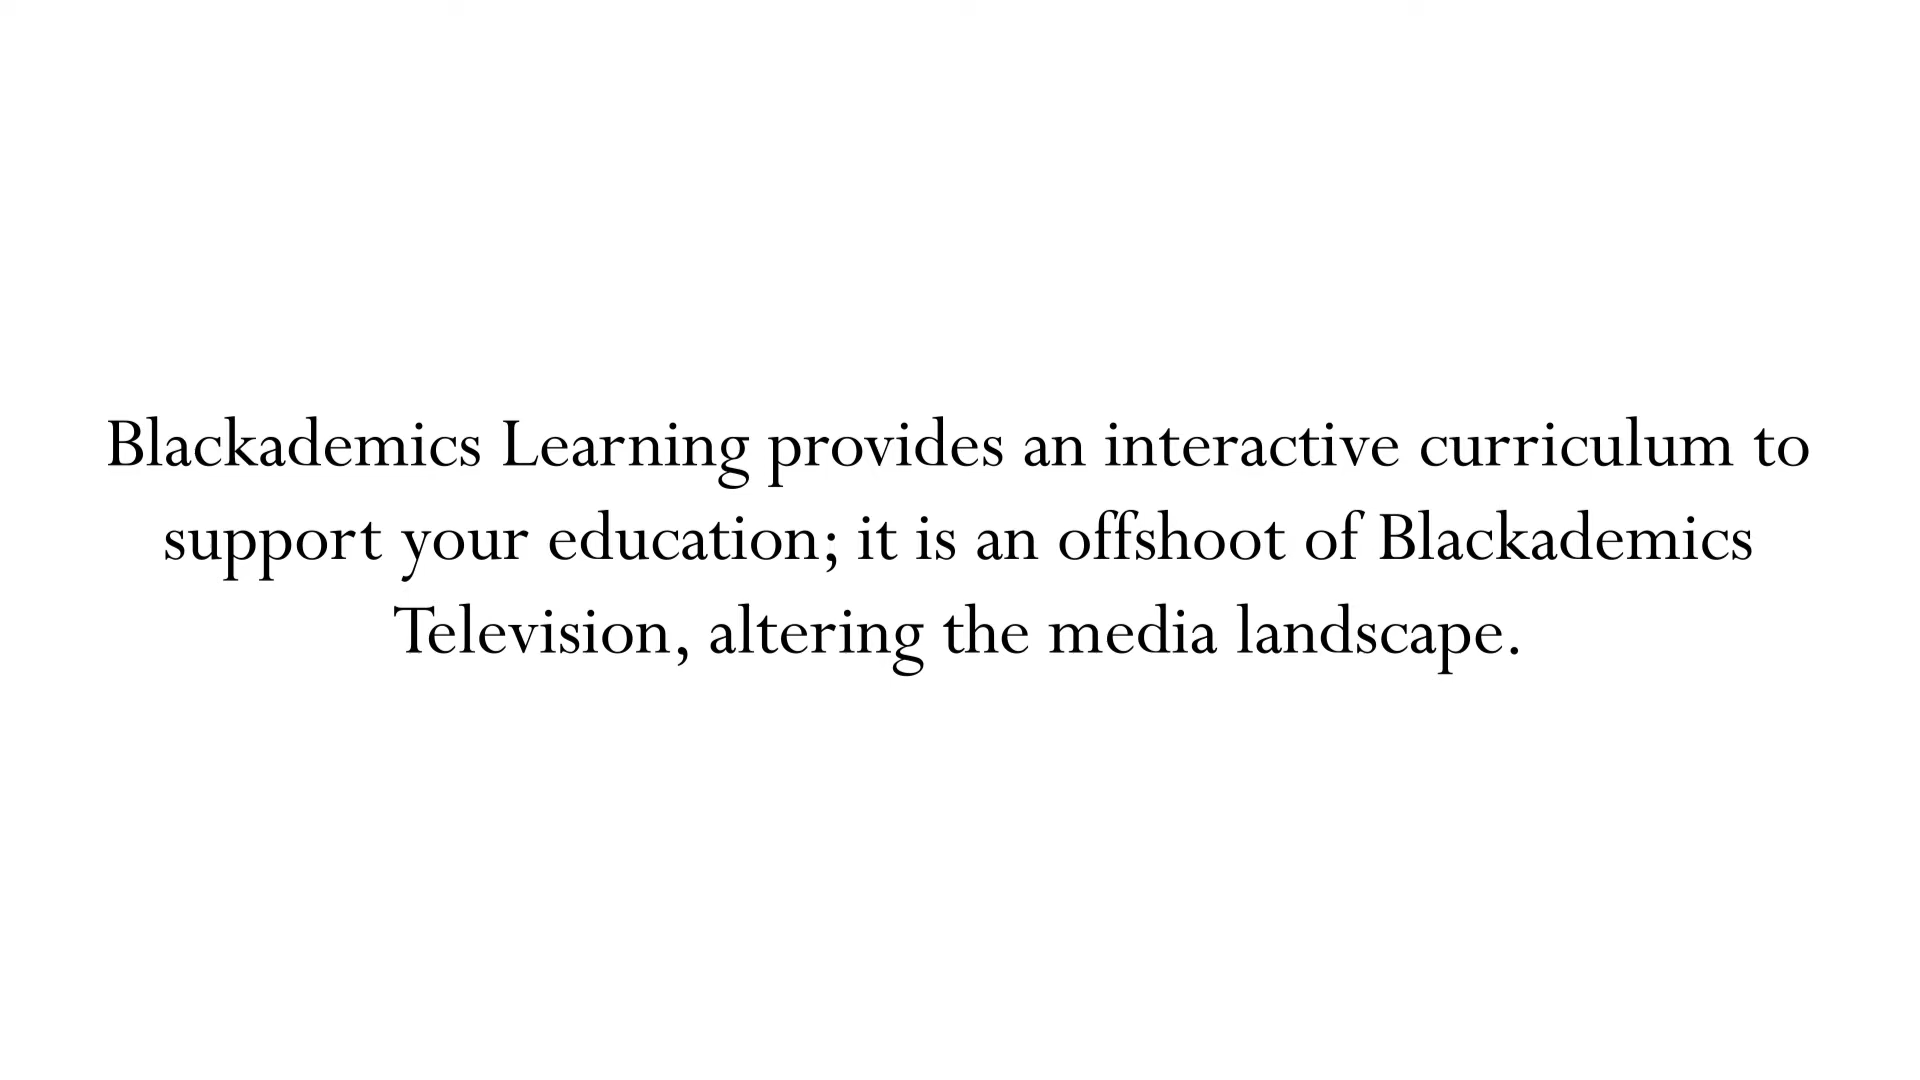 Blackademics Learning provides an interactive curriculum to
support your education; it is an offshoot of Blackademics
Television, altering the media landscape.